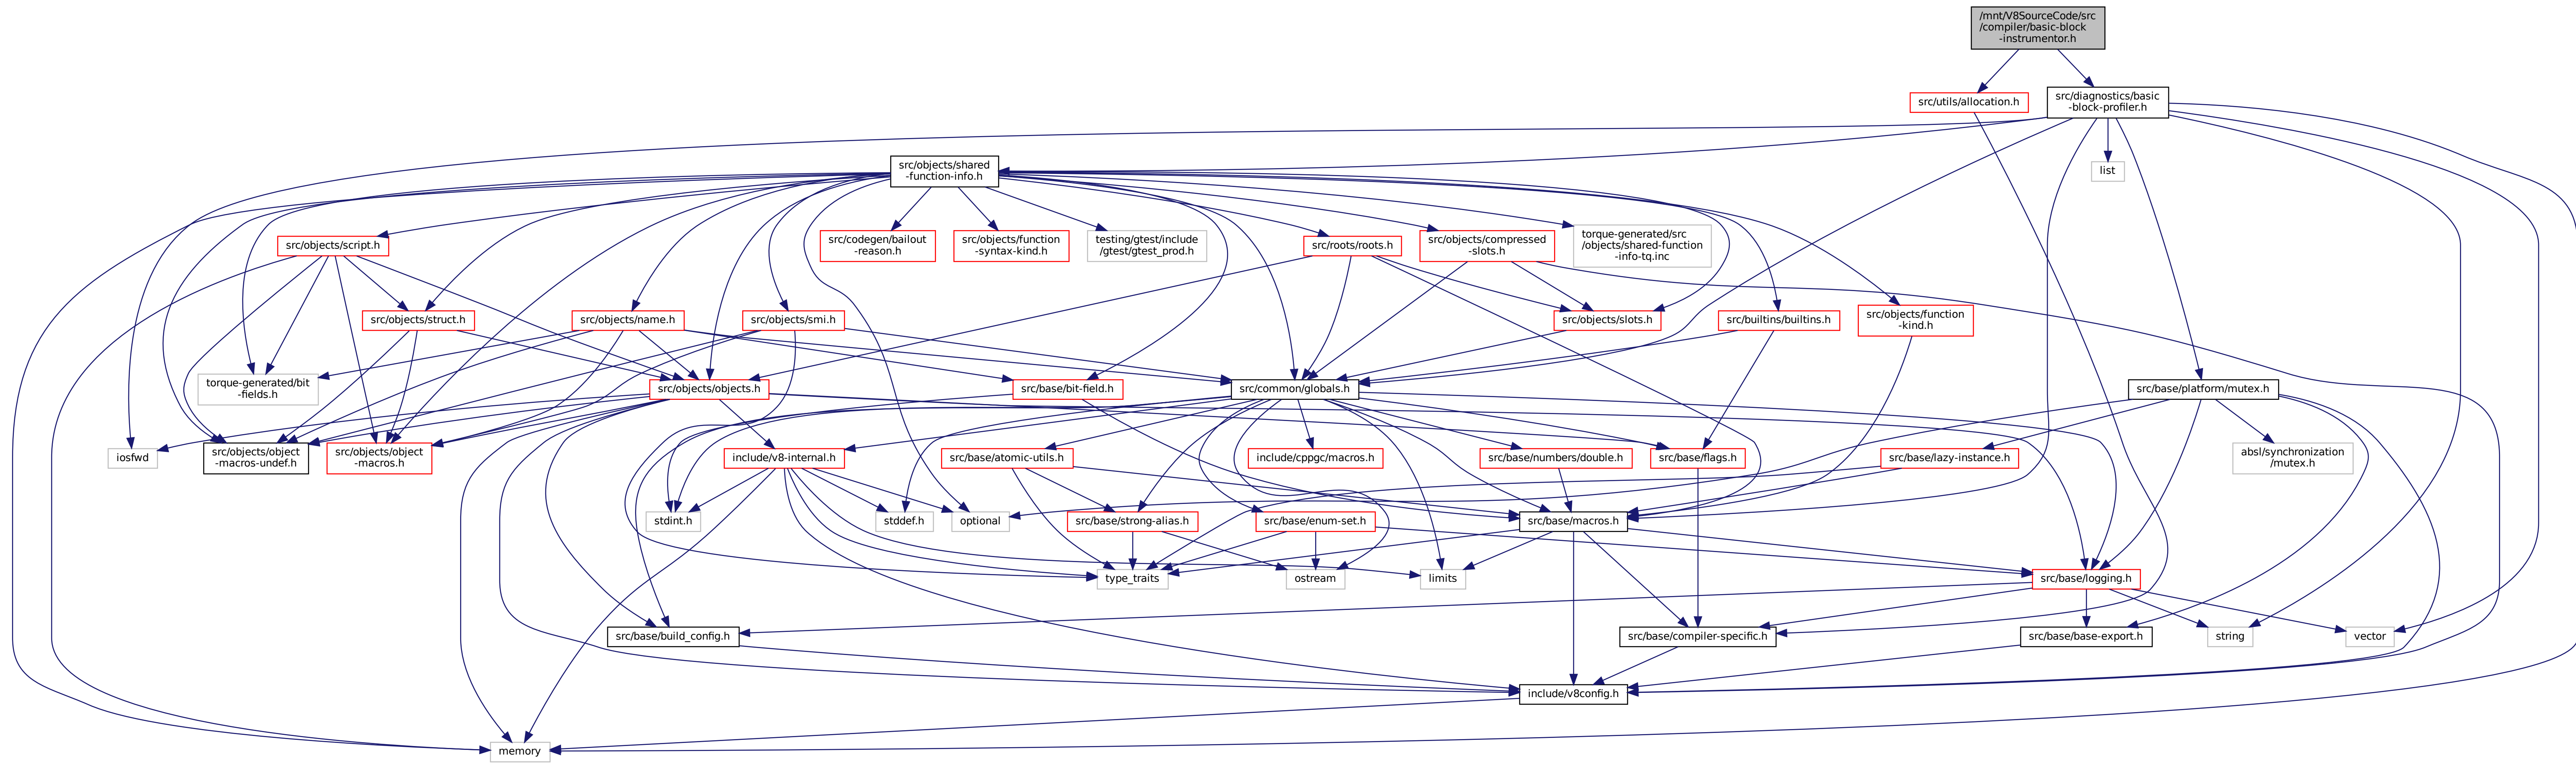 /mnt/V8SourceCode/src
/compiler/basic-block
-instrumentor.h
src/utils/allocation.h
src/diagnostics/basic
-block-profiler.h
src/objects/shared
-function-info.h
list
src/objects/script.h
src/codegen/bailout
-reason.h
src/objects/function
-syntax-kind.h
testing/gtest/include
/gtest/gtest_prod.h
src/roots/roots.h
src/objects/compressed
-slots.h
torque-generated/src
/objects/shared-function
-info-tq.inc
src/objects/struct.h
src/objects/name.h
src/objects/smi.h
src/objects/slots.h
src/builtins/builtins.h
src/objects/function
-kind.h
torque-generated/bit
-fields.h
src/objects/objects.h
src/base/bit-field.h
src/common/globals.h
src/base/platform/mutex.h
iosfwd
src/objects/object
-macros-undef.h
src/objects/object
-macros.h
include/v8-internal.h
src/base/atomic-utils.h
include/cppgc/macros.h
src/base/numbers/double.h
src/base/flags.h
src/base/lazy-instance.h
absl/synchronization
/mutex.h
stdint.h
stddef.h
optional
src/base/strong-alias.h
src/base/enum-set.h
src/base/macros.h
type_traits
ostream
limits
src/base/logging.h
src/base/build_config.h
src/base/compiler-specific.h
src/base/base-export.h
string
vector
include/v8config.h
memory